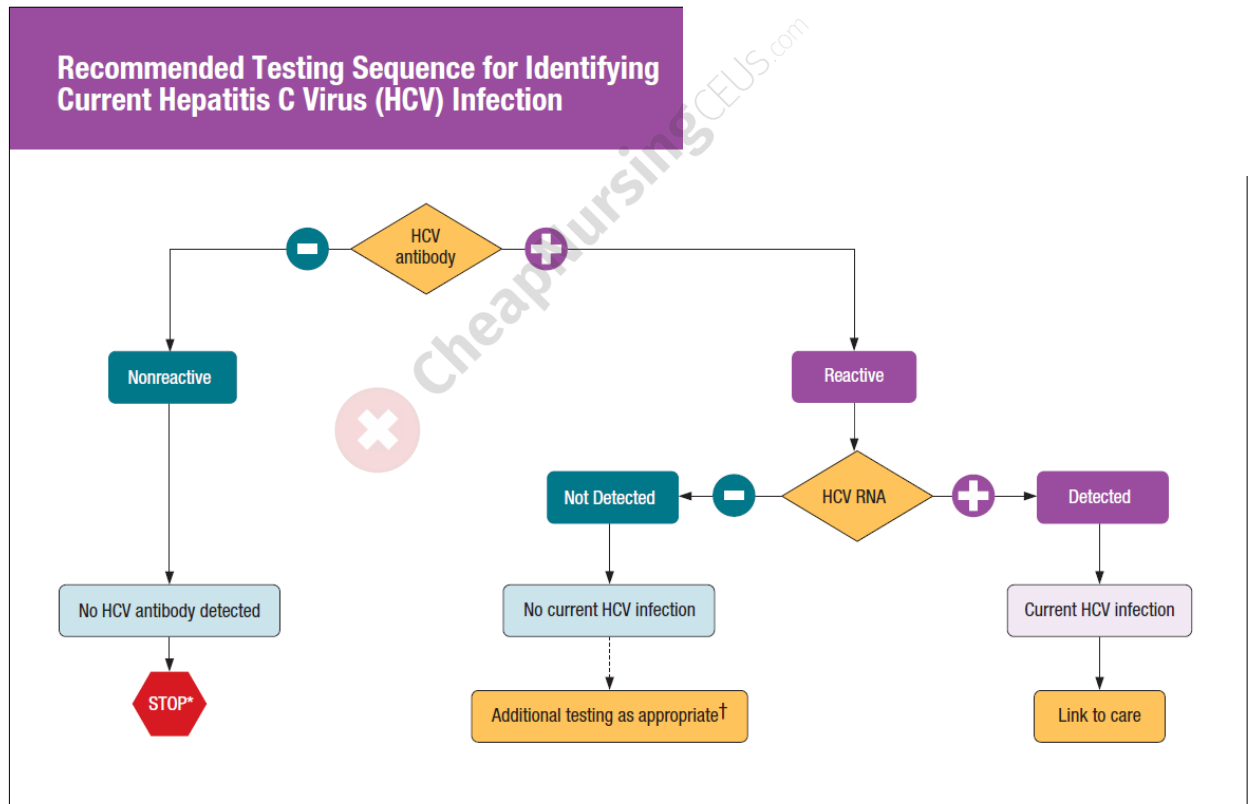 Recommended Testing Sequence for Identifying
Current Hepatitis C Virus (HCV) Infection
CheapNursingCEUS.com
HCV
antibody
Nonreactive
Reactive
Not Detected
HCV RNA
Detected
No HCV antibody detected
No current HCV infection
Current HCV infection
STOP*
Additional testing as appropriate†
Link to care